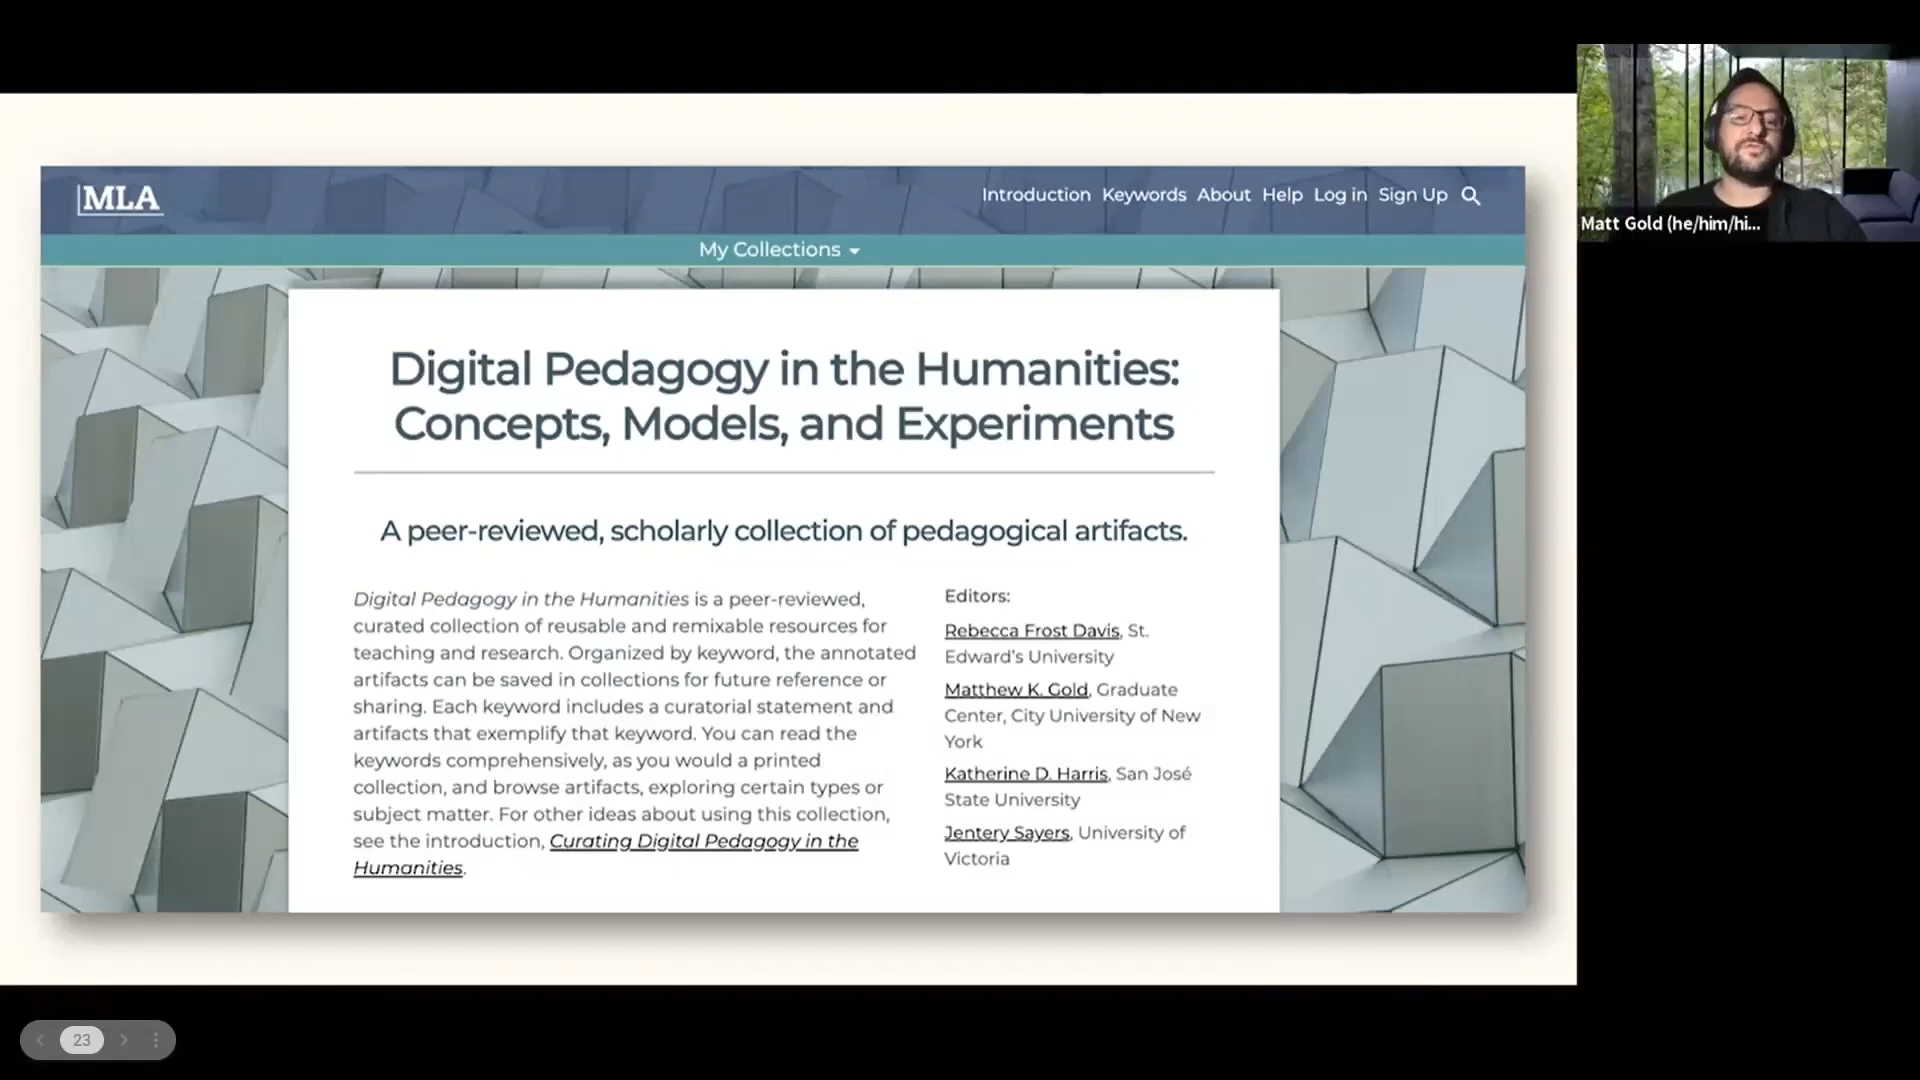 MLA
Introduction Keywords About Help Log in Sign Up
My Collections
Digital Pedagogy in the Humanities:
Concepts, Models, and Experiments
A peer-reviewed, scholarly collection of pedagogical artifacts.
Digital Pedagogy in the Humanities is a peer-reviewed,
curated collection of reusable and remixable resources for
teaching and research. Organized by keyword, the annotated
artifacts can be saved in collections for future reference or
sharing. Each keyword includes a curatorial statement and
artifacts that exemplify that keyword. You can read the
keywords comprehensively, as you would a printed
collection, and browse artifacts, exploring certain types or
subject matter. For other ideas about using this collection,
see the introduction, Curating Digital Pedagogy in the
Humanities.
Editors:
Rebecca Frost Davis, St.
Edward's University
Matthew K. Gold, Graduate
Center, City University of New
York
Katherine D. Harris, San José
State University
Jentery Sayers, University of
Victoria
Matt Gold (he/him/hi...
23